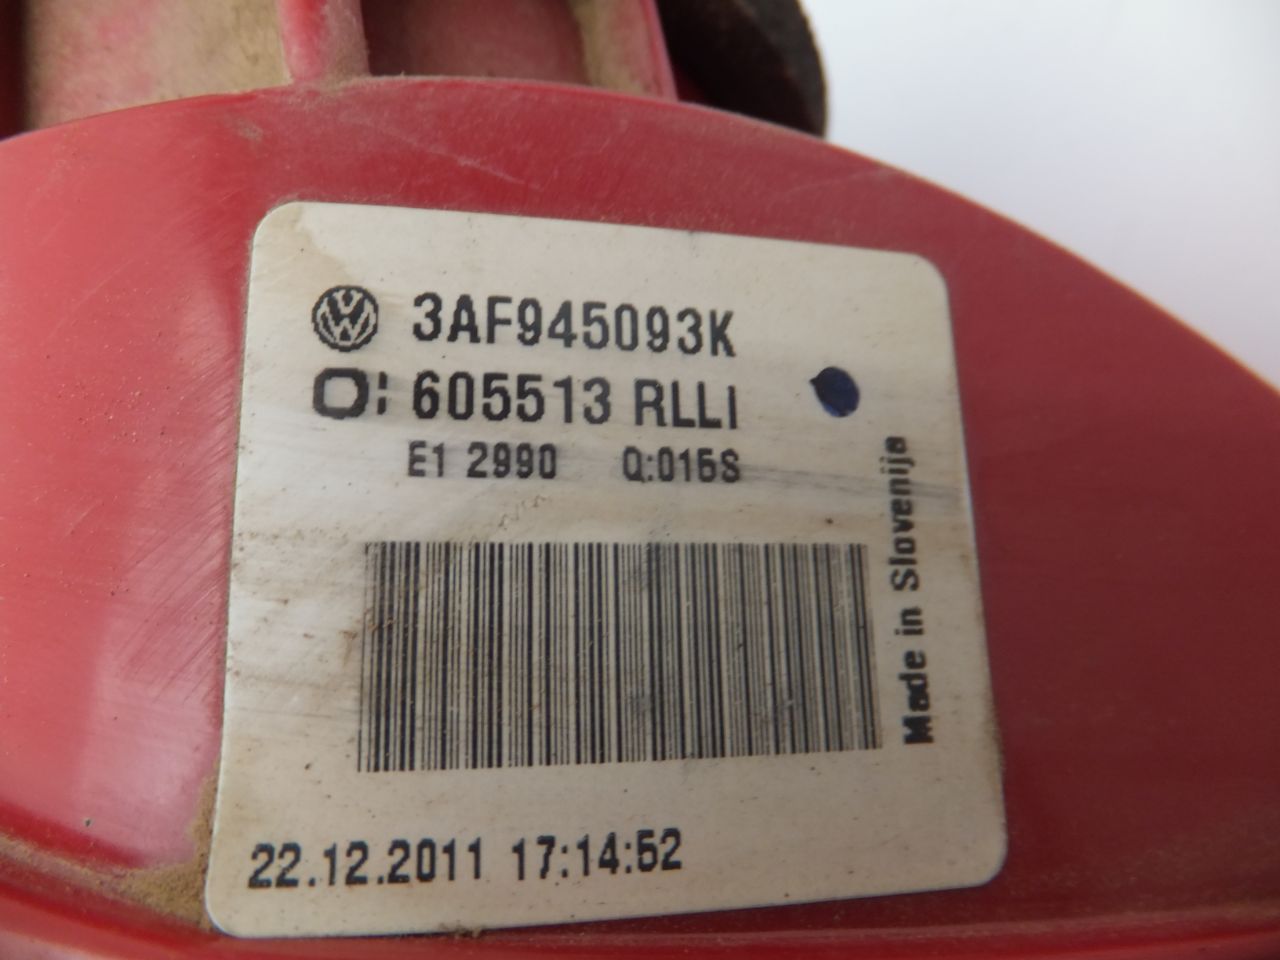 3AF945093K
O: 605513 RLLI
E1 2990 Q:015S
Made in Slovenija
22.12.2011 17:14:52